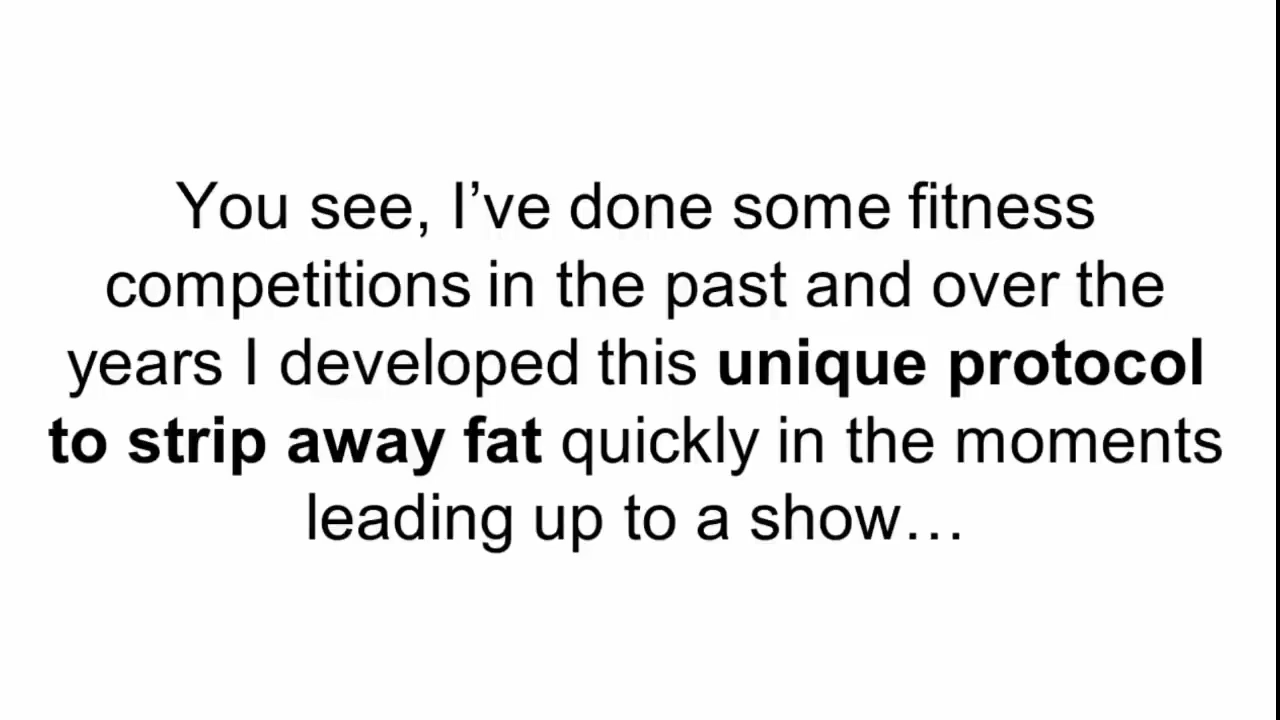 You see, I’ve done some fitness
competitions in the past and over the
years I developed this unique protocol
to strip away fat quickly in the moments
leading up to a show…